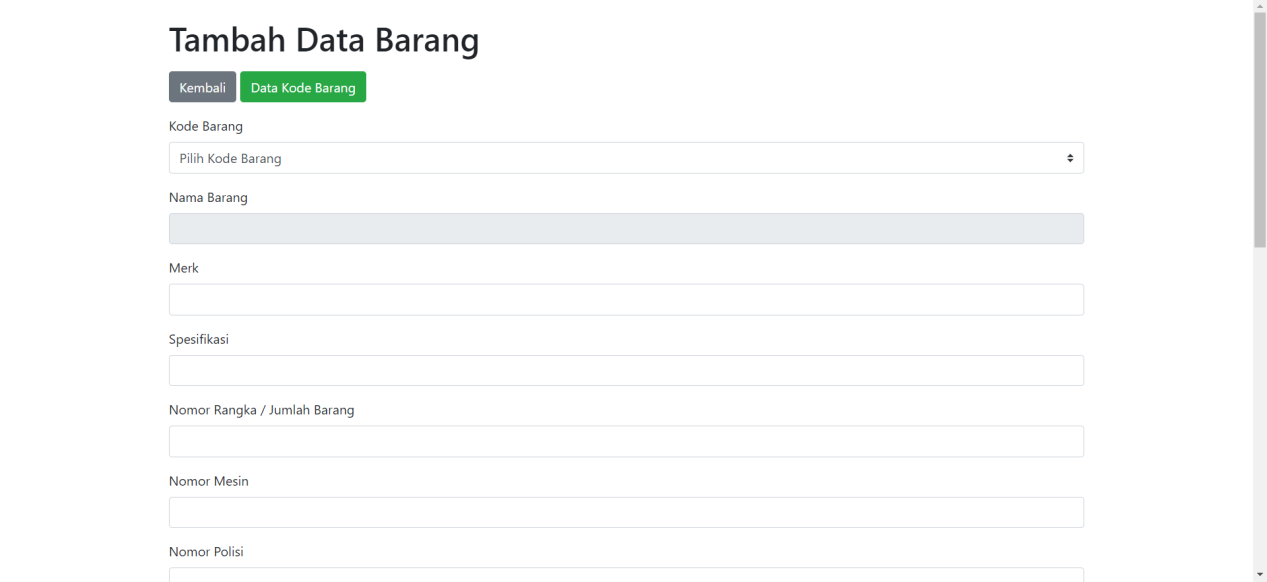 Tambah Data Barang
Kembali Data Kode Barang
Kode Barang
Pilih Kode Barang
Nama Barang
Merk
Spesifikasi
Nomor Rangka / Jumlah Barang
Nomor Mesin
Nomor Polisi